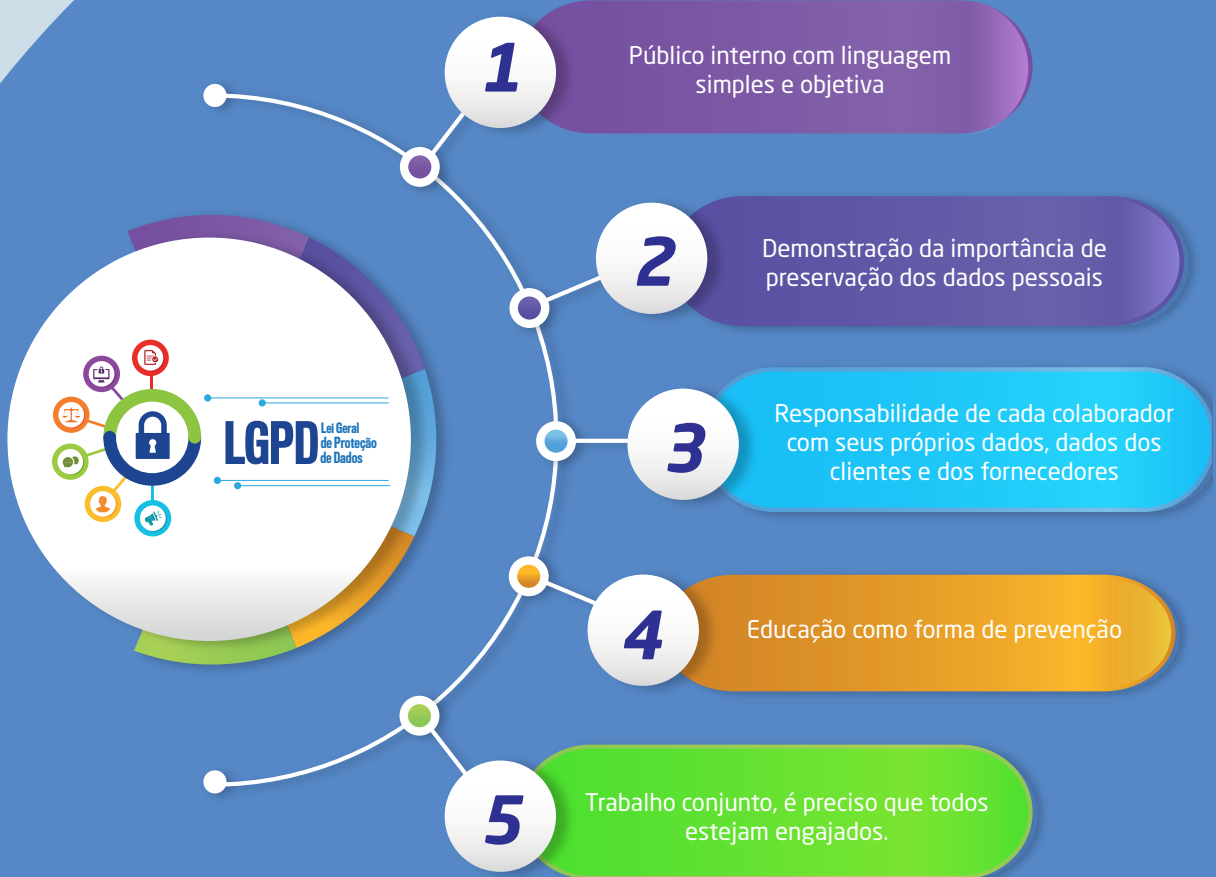 1
Público interno com linguagem
simples e objetiva
2
Demonstração da importância de
preservação dos dados pessoais
LGPD
Lei Geral
de Proteção
de Dados
3
Responsabilidade de cada colaborador
com seus próprios dados, dados dos
clientes e dos fornecedores
4
Educação como forma de prevenção
5
Trabalho conjunto, é preciso que todos
estejam engajados.